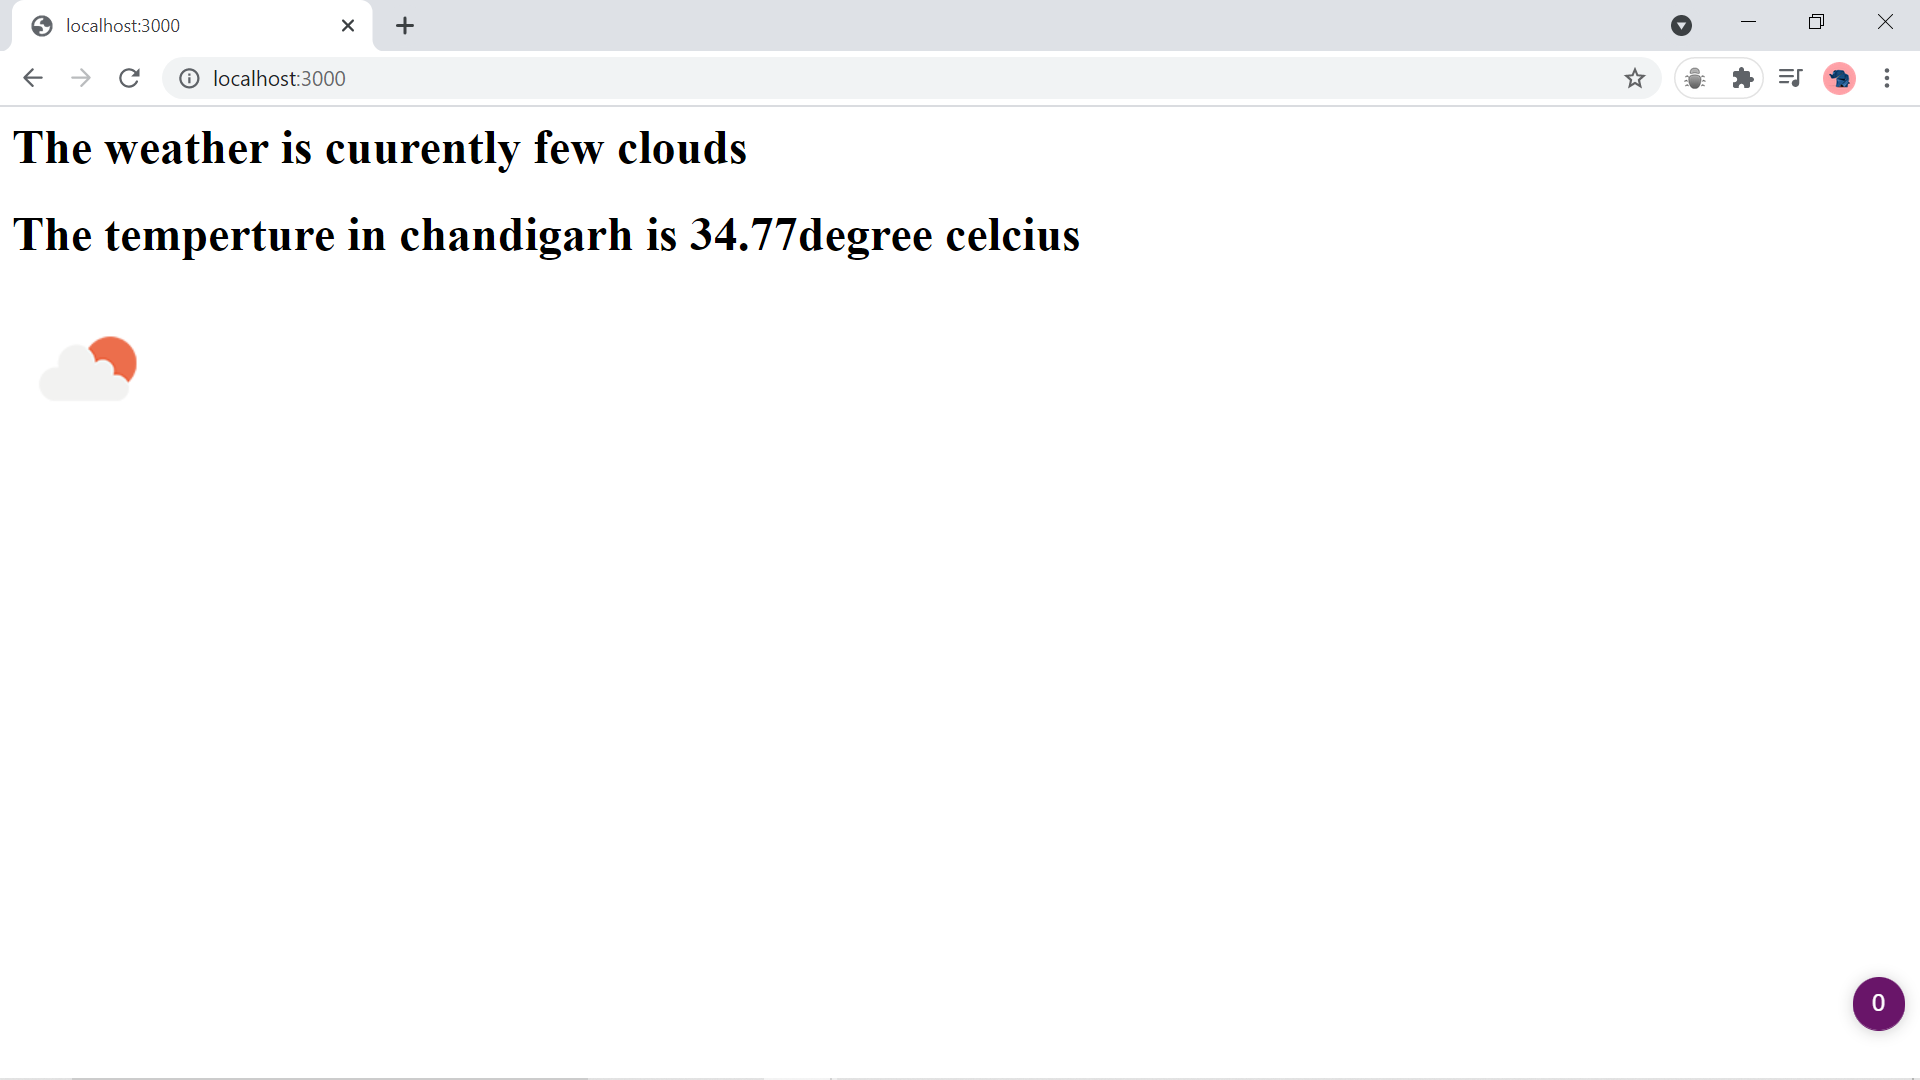 localhost:3000
localhost:3000
The weather is cuurently few clouds
The temperture in chandigarh is 34.77degree celcius
0